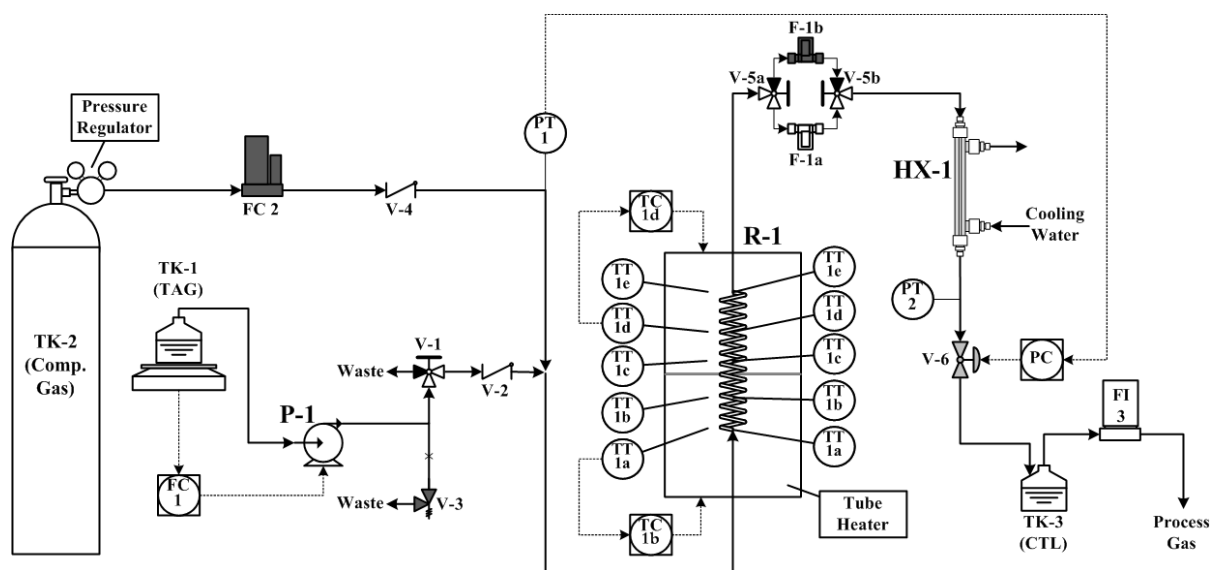 F-1b
V-5a
V-5b
F-1a
Pressure
Regulator
PT
1
FC 2
V-4
HX-1
Cooling
Water
TC
1d
R-1
TT
1e
TT
1e
TT
1d
TT
1d
TT
1c
TT
1c
TT
1b
TT
1b
TT
1a
TT
1a
TK-1
(TAG)
TK-2
(Comp.
Gas)
V-1
Waste
V-2
P-1
FC
1
Waste
V-3
TC
1b
Tube
Heater
PT
2
V-6
PC
FI
3
TK-3
(CTL)
Process
Gas